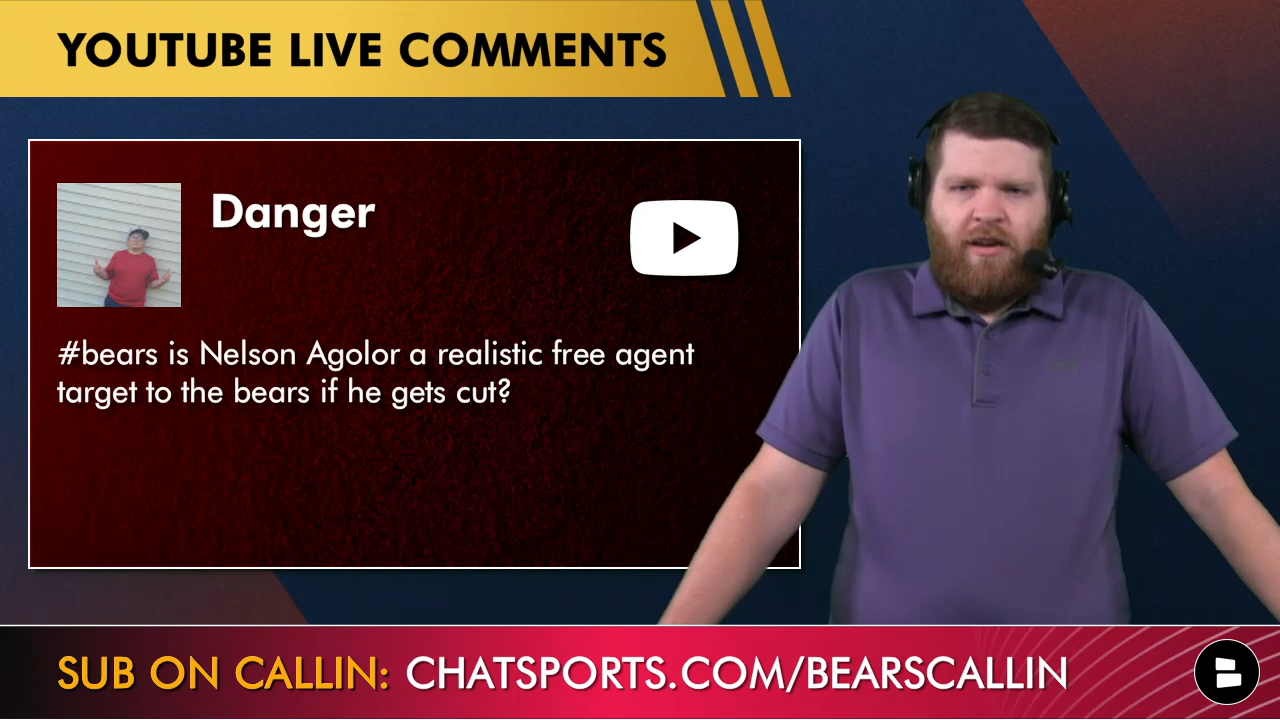 YOUTUBE LIVE COMMENTS
Danger
#bears is Nelson Agolor a realistic free agent
target to the bears if he gets cut?
SUB ON CALLIN: CHATSPORTS.COM/BEARSCALLIN